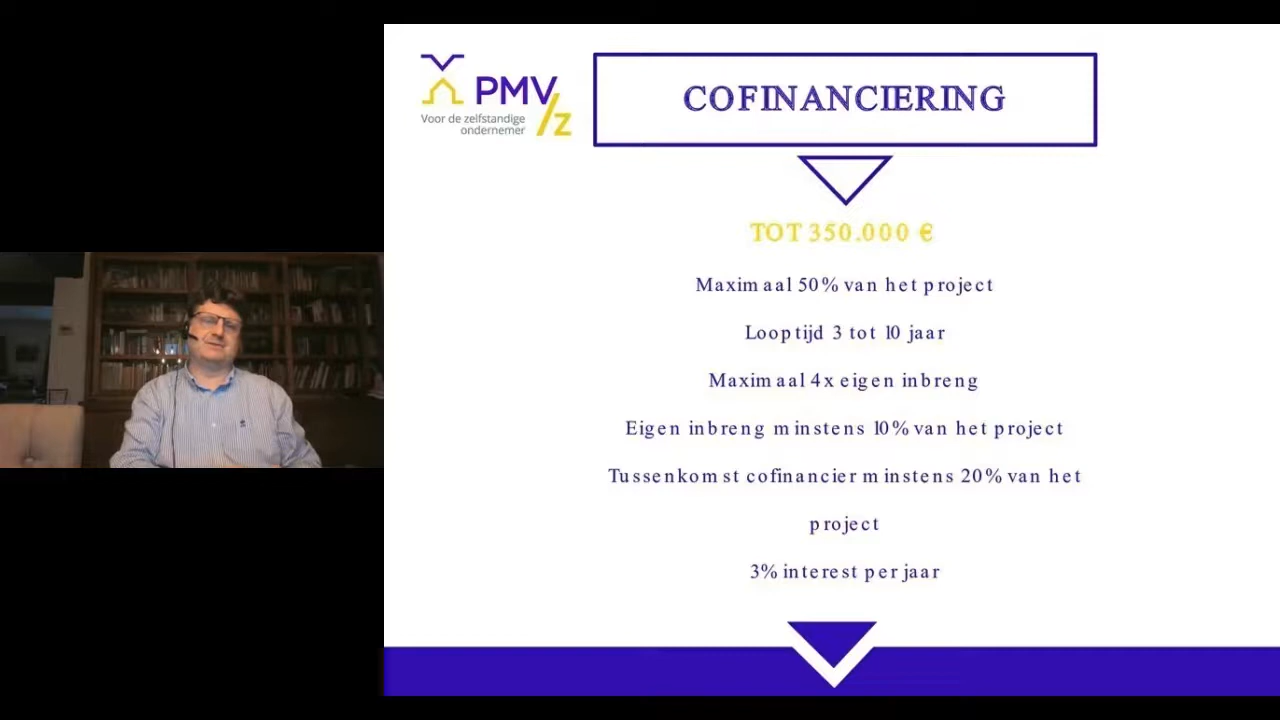 PMV
/z
Voor de zelfstandige
ondernemer
COFINANCIERING
TOT 350.000 €
Maximaal 50% van het project
Looptijd 3 tot 10 jaar
Maximaal 4x eigen inbreng
Eigen inbreng minstens 10% van het project
Tussenkomst cofinancier minstens 20% van het
project
3% interest per jaar